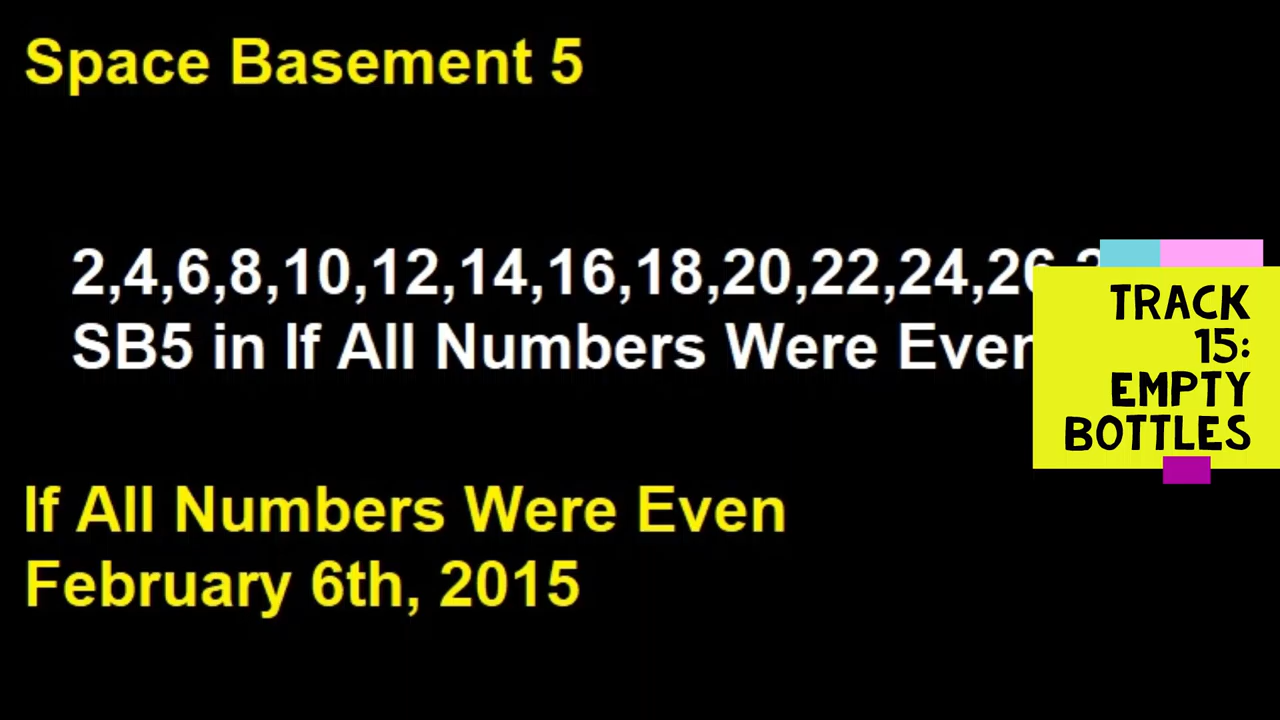 Space Basement 5
2,4,6,8,10,12,14,16,18,20,22,24,26,2
SB5 in If All Numbers Were Even
If All Numbers Were Even
February 6th, 2015
TRACK
15:
EMPTY
BOTTLES